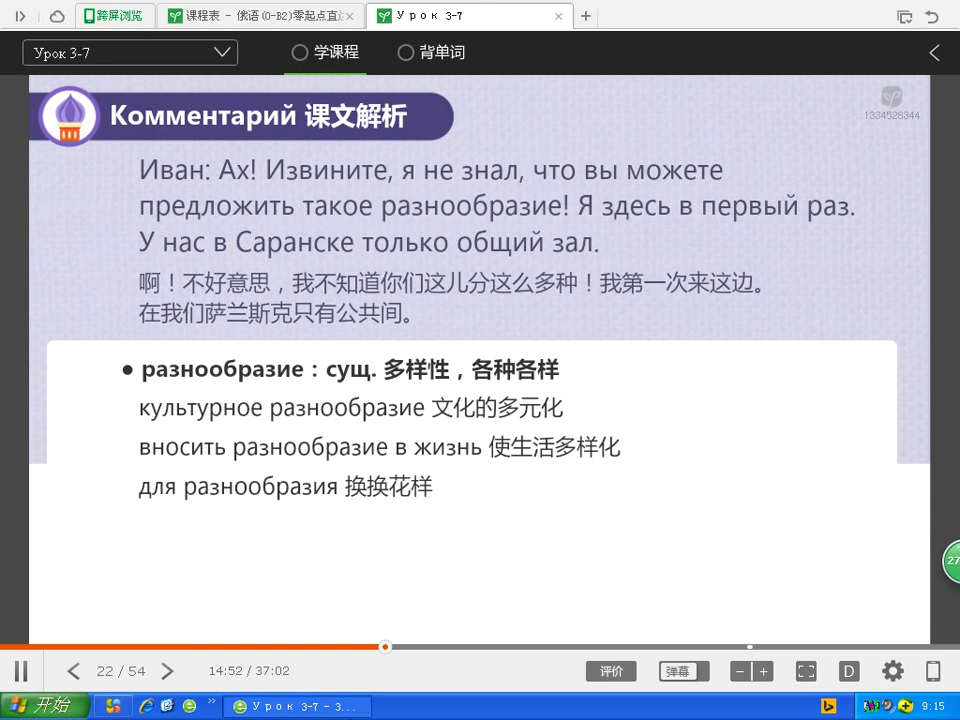 跨屏浏览
课程表 - 俄语(0-B2)零起点直达
Урок 3-7
Урок 3-7
学课程
背单词
Комментарий 课文解析
1334528344
Иван: Ах! Извините, я не знал, что вы можете
предложить такое разнообразие! Я здесь в первый раз.
У нас в Саранске только общий зал.
啊！不好意思，我不知道你们这儿分这么多种！我第一次来这边。
在我们萨兰斯克只有公共间。
• разнообразие：сущ. 多样性，各种各样
культурное разнообразие 文化的多元化
вносить разнообразие в жизнь 使生活多样化
для разнообразия 换换花样
27
22 / 54
14:52 / 37:02
评价
弹幕
D
开始
Урок 3-7 - 3...
9:15